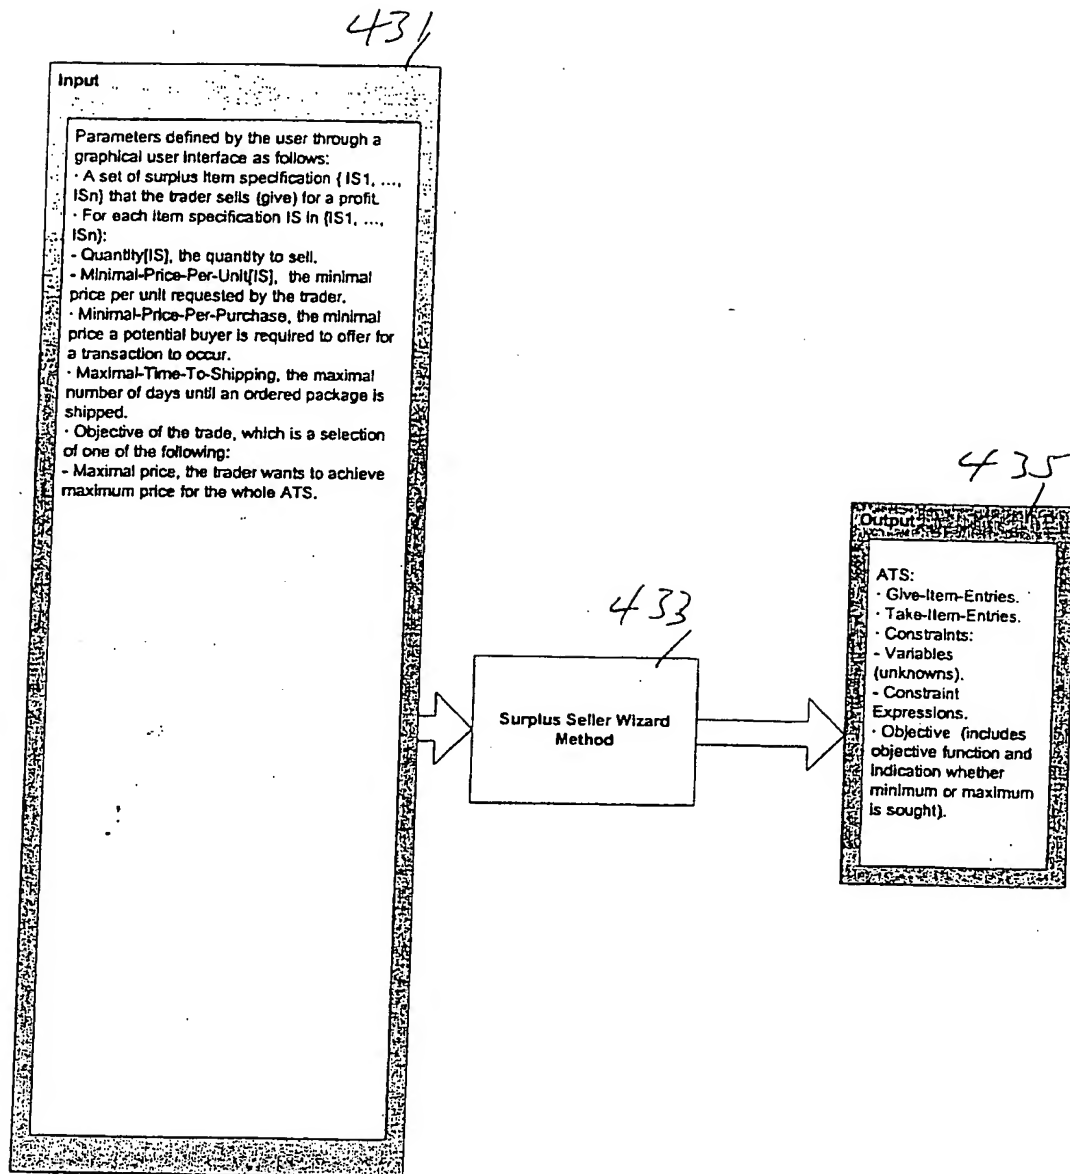 431
Input
Parameters defined by the user through a
graphical user interface as follows:
· A set of surplus item specification { IS1, ...,
ISn} that the trader sells (give) for a profit.
· For each item specification IS in {IS1, ...,
ISn}:
- Quantity[IS], the quantity to sell.
- Minimal-Price-Per-Unit[IS], the minimal
price per unit requested by the trader.
· Minimal-Price-Per-Purchase, the minimal
price a potential buyer is required to offer for
a transaction to occur.
· Maximal-Time-To-Shipping, the maximal
number of days until an ordered package is
shipped.
· Objective of the trade, which is a selection
of one of the following:
- Maximal price, the trader wants to achieve
maximum price for the whole ATS.
433
Surplus Seller Wizard
Method
435
Output
ATS:
· Give-Item-Entries.
· Take-Item-Entries.
· Constraints:
- Variables
(unknowns).
- Constraint
Expressions.
· Objective (includes
objective function and
indication whether
minimum or maximum
is sought).